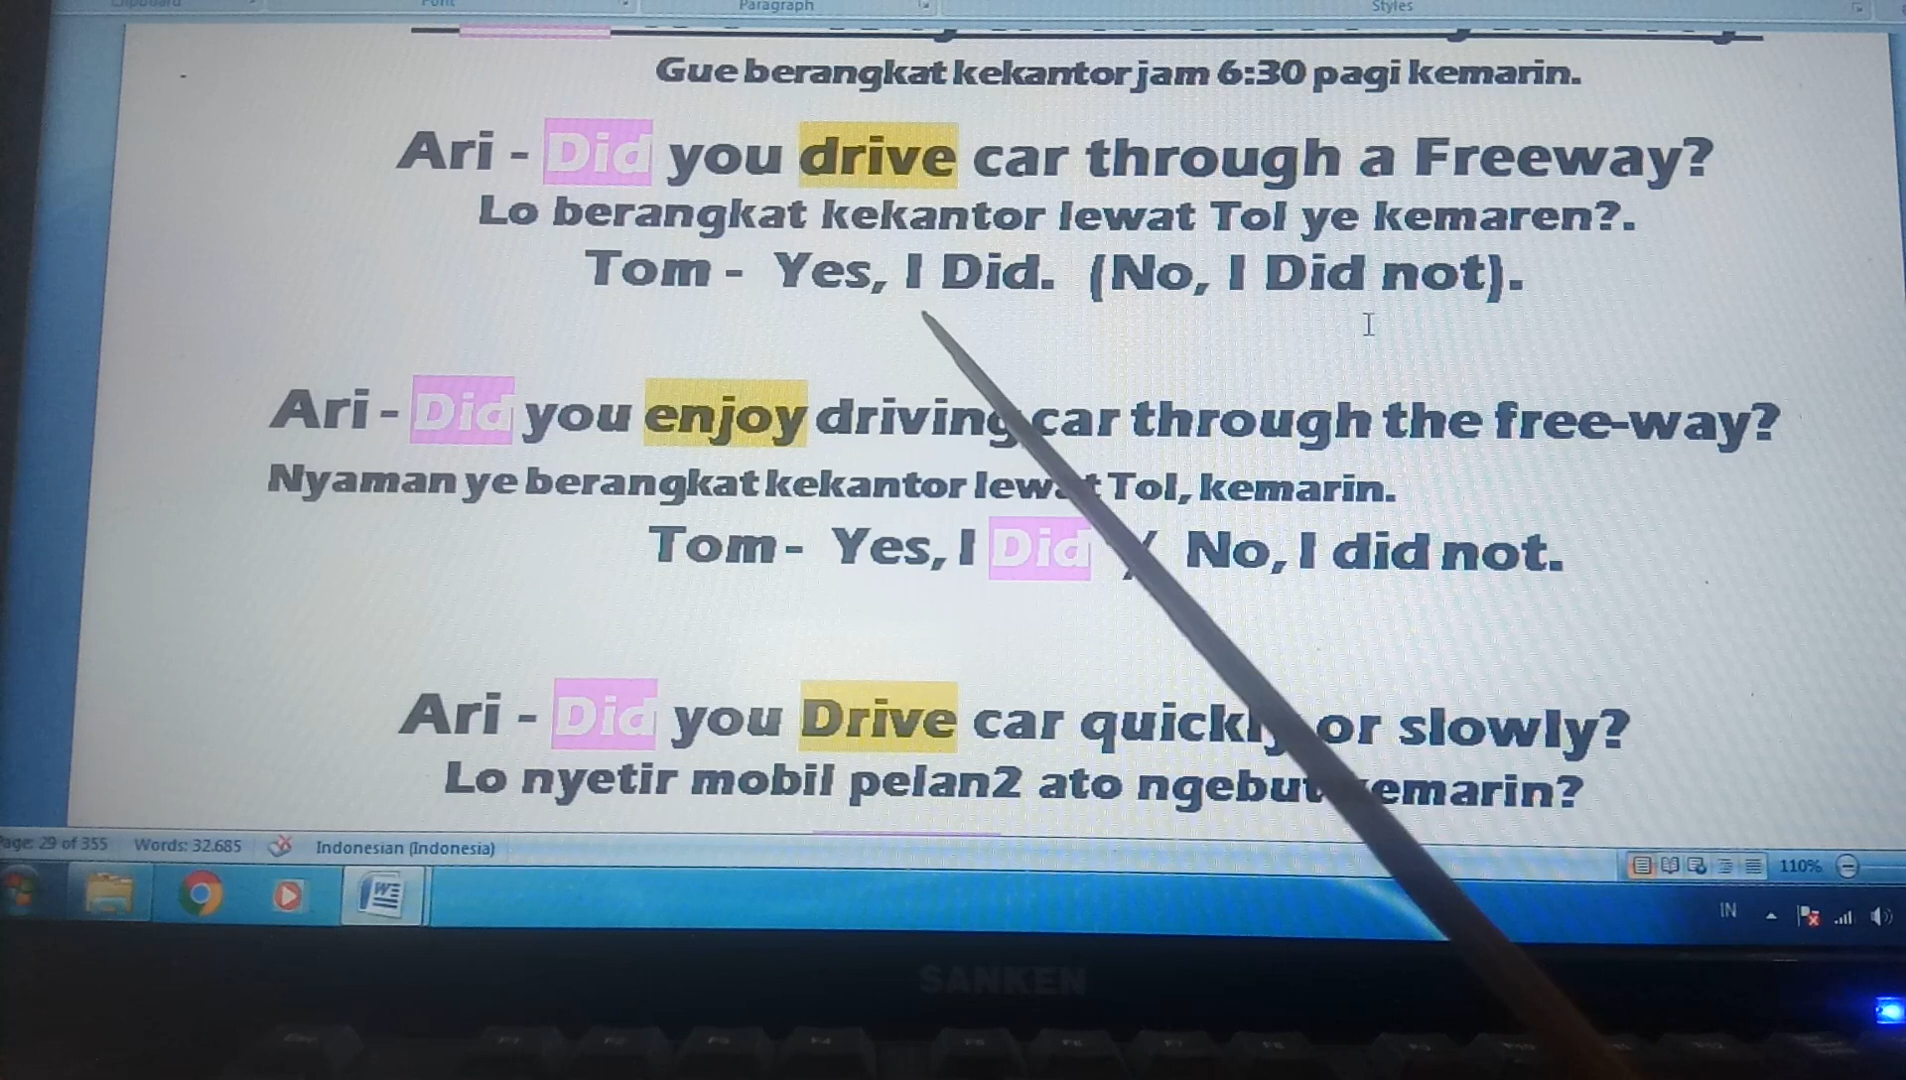 Paragraph
Styles
Gue berangkat kekantor jam 6:30 pagi kemarin.
Ari - Did you drive car through a Freeway?
Lo berangkat kekantor lewat Tol ye kemaren?.
Tom - Yes, I Did. (No, I Did not).
Ari - Did you enjoy driving car through the free-way?
Nyaman ye berangkat kekantor lewat Tol, kemarin.
Tom - Yes, I Did / No, I did not.
Ari - Did you Drive car quickly or slowly?
Lo nyetir mobil pelan2 ato ngebut kemarin?
Page: 29 of 355 Words: 32.685 Indonesian (Indonesia) 110%
IN
SANKEN